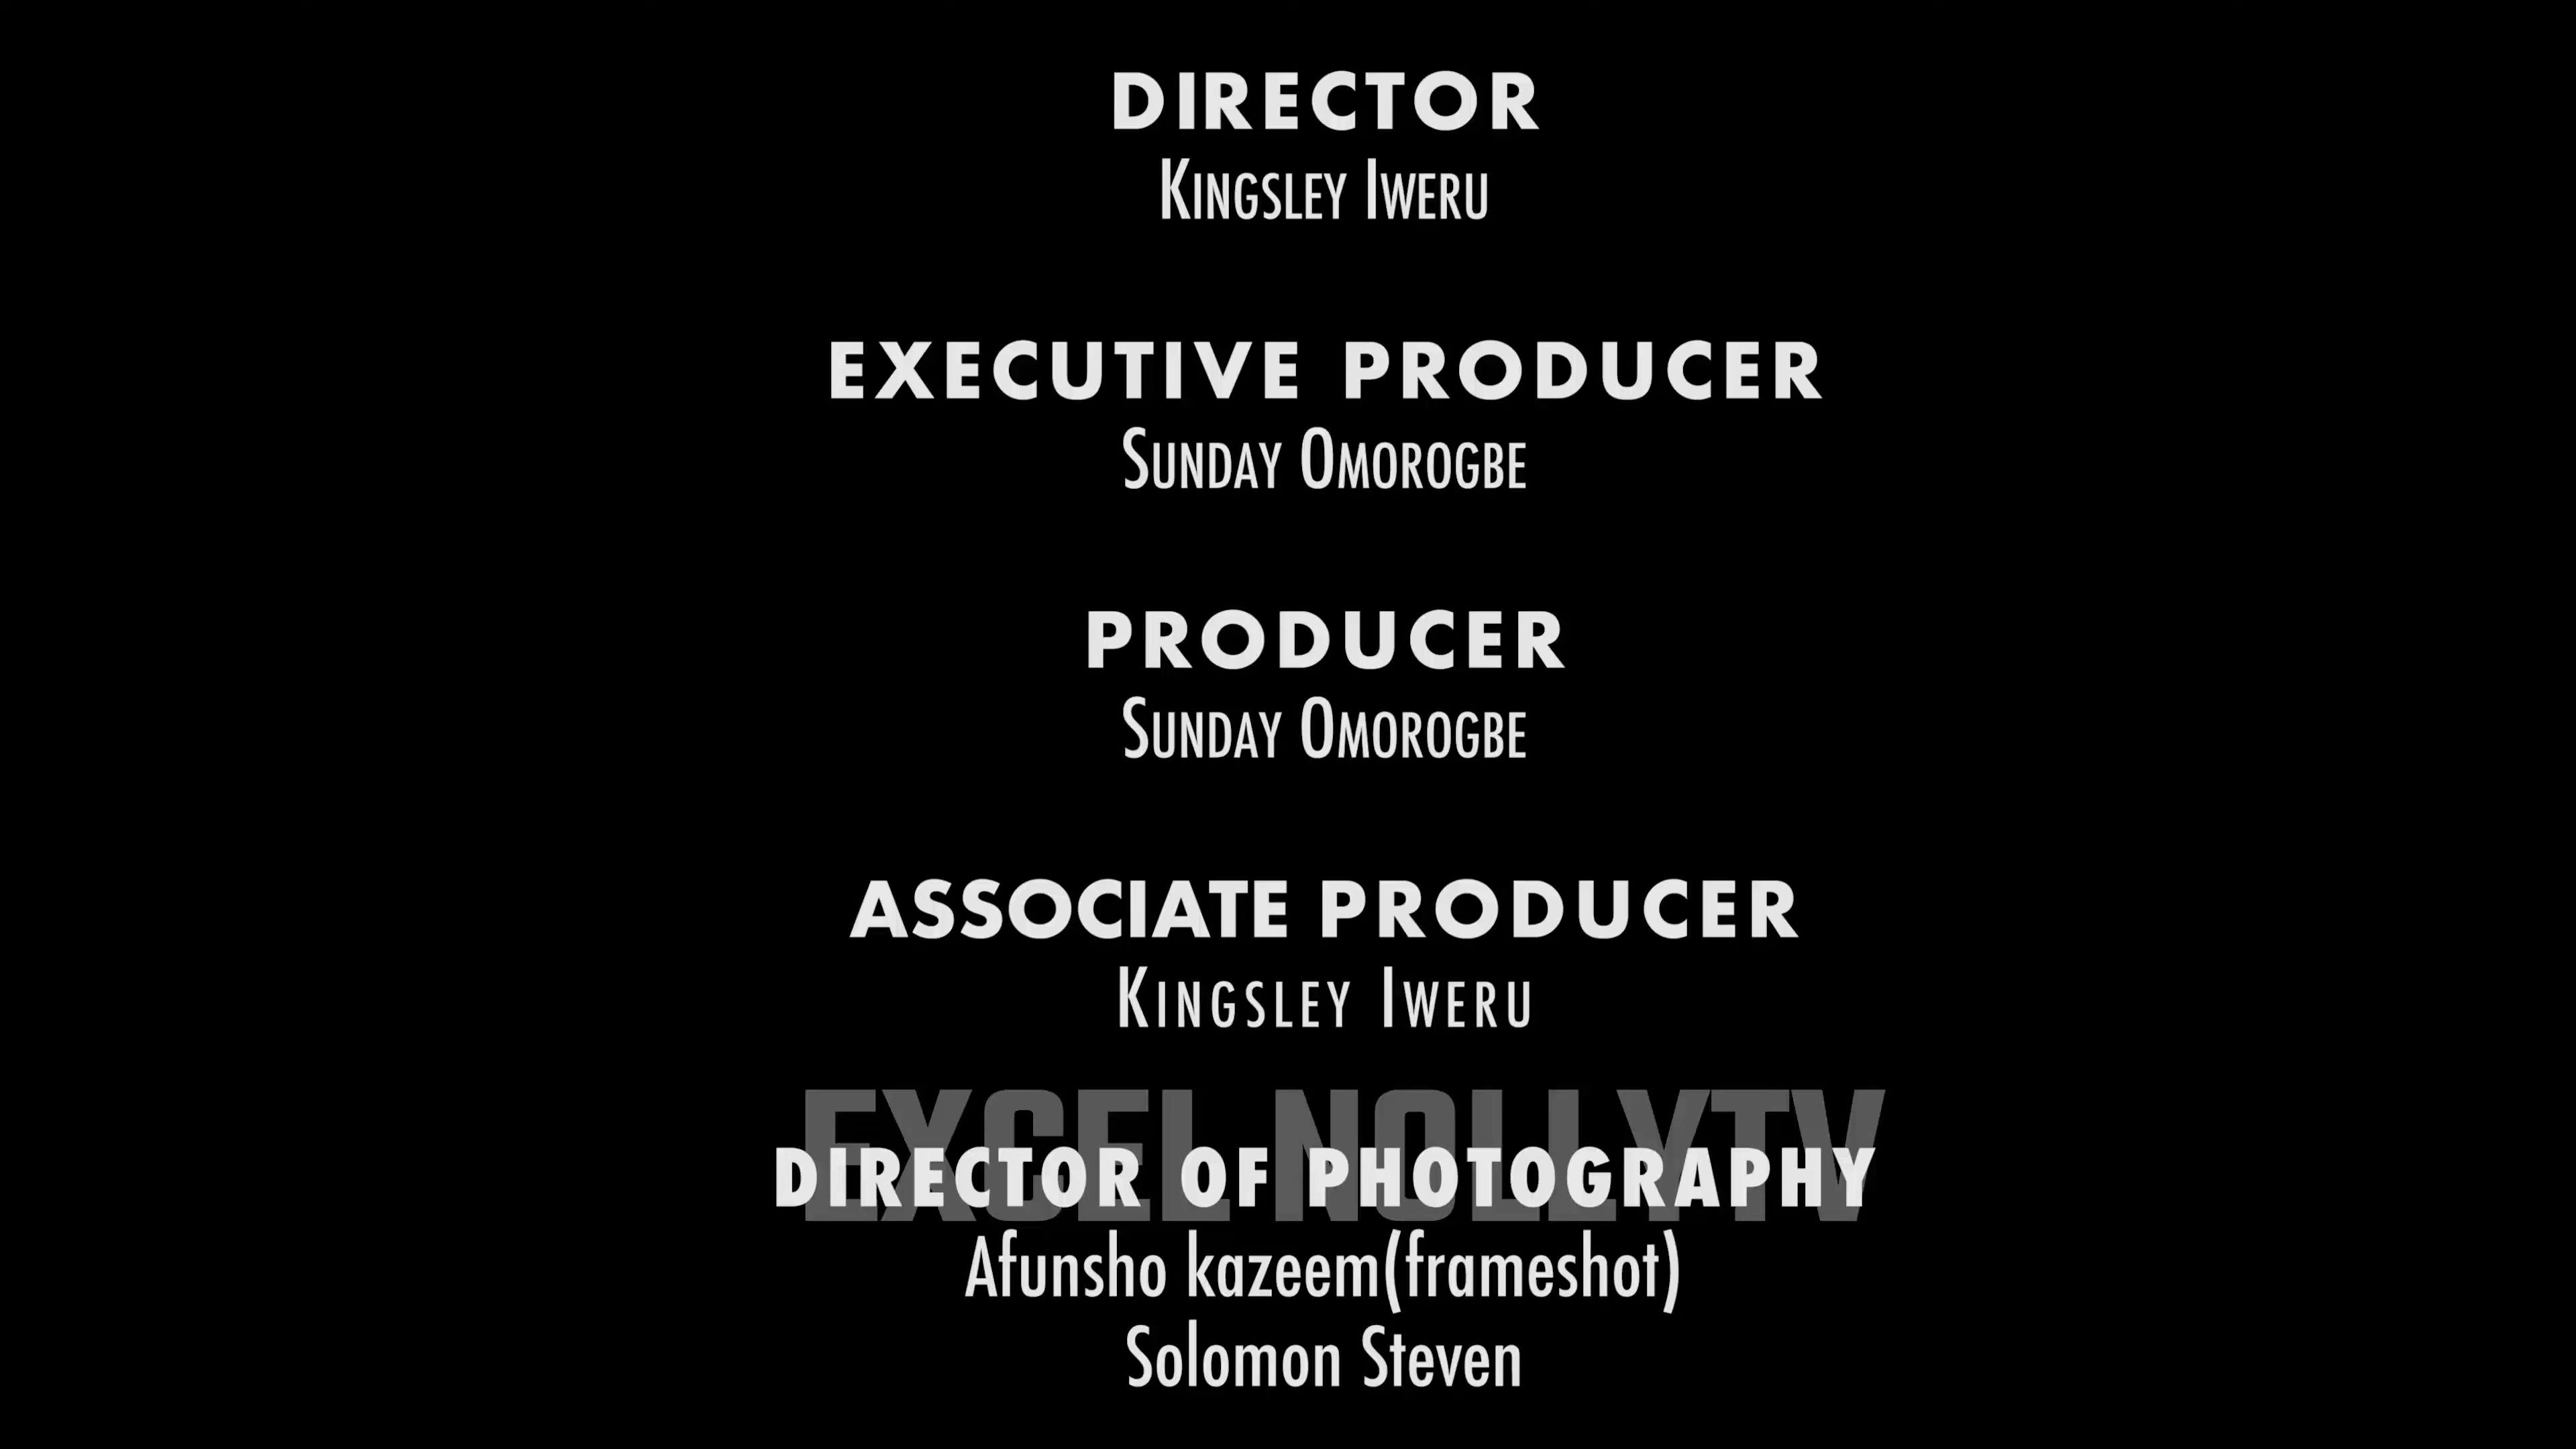 DIRECTOR
Kingsley Iweru
EXECUTIVE PRODUCER
Sunday Omorogbe
PRODUCER
Sunday Omorogbe
ASSOCIATE PRODUCER
Kingsley Iweru
EXCEL NOLLYTV
DIRECTOR OF PHOTOGRAPHY
Afunsho kazeem(frameshot)
Solomon Steven